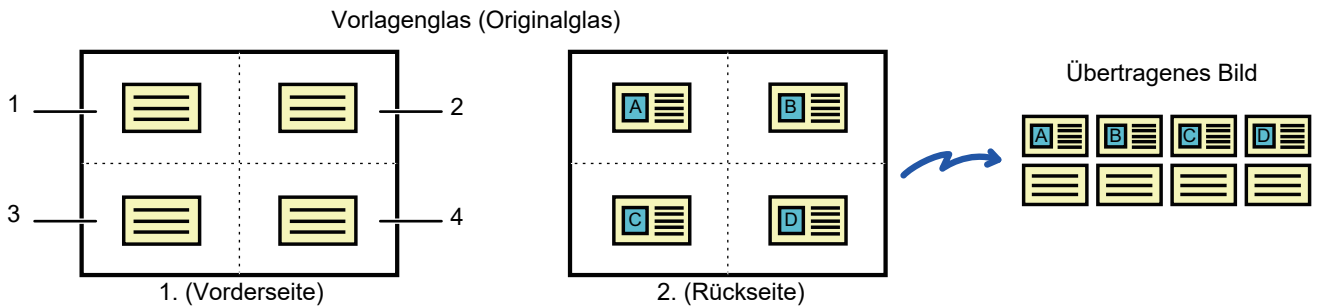 Vorlagenglas (Originalglas)
1
2
3
4
1. (Vorderseite)
A
B
C
D
2. (Rückseite)
Übertragenes Bild
A B C D